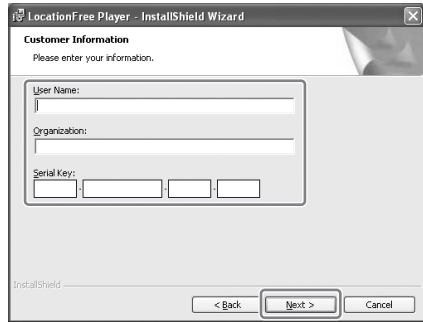 LocationFree Player - InstallShield Wizard
Customer Information
Please enter your information.
User Name:
Organization:
Serial Key:
- - -
InstallShield
< Back Next > Cancel